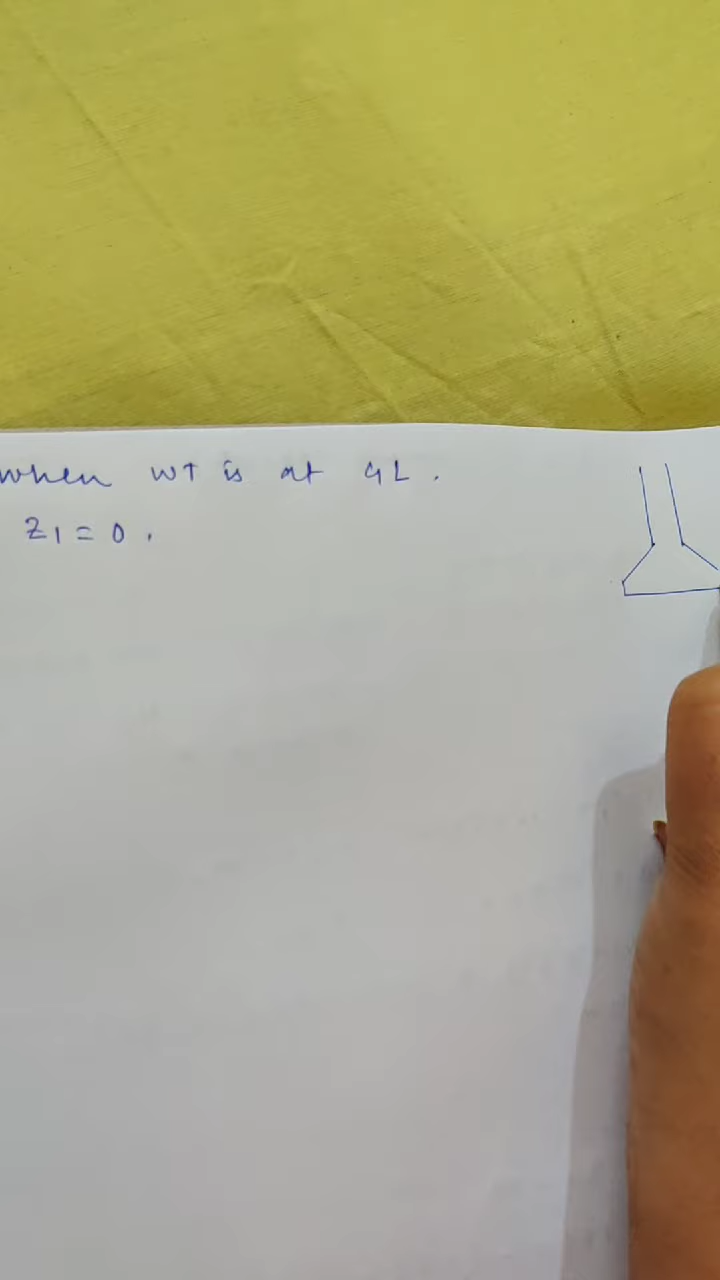 when WT is at GL.
Z1 = 0.